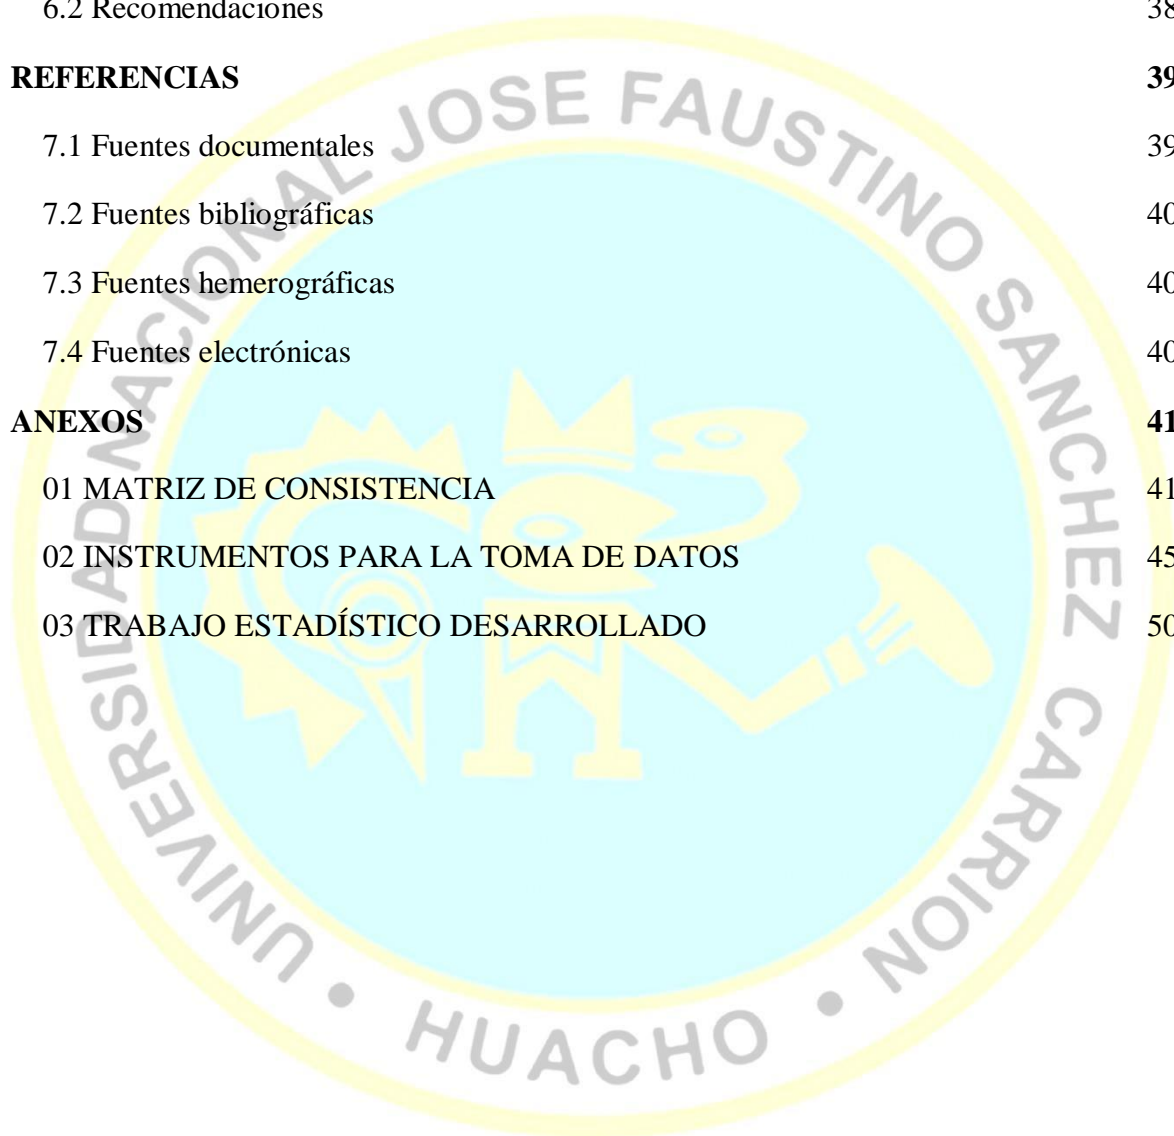 6.2 Recomendaciones 38
REFERENCIAS 39
7.1 Fuentes documentales 39
7.2 Fuentes bibliográficas 40
7.3 Fuentes hemerográficas 40
7.4 Fuentes electrónicas 40
ANEXOS 41
01 MATRIZ DE CONSISTENCIA 41
02 INSTRUMENTOS PARA LA TOMA DE DATOS 45
03 TRABAJO ESTADÍSTICO DESARROLLADO 50
UNIVERSIDAD NACIONAL JOSE FAUSTINO SANCHEZ CARRION • HUACHO •